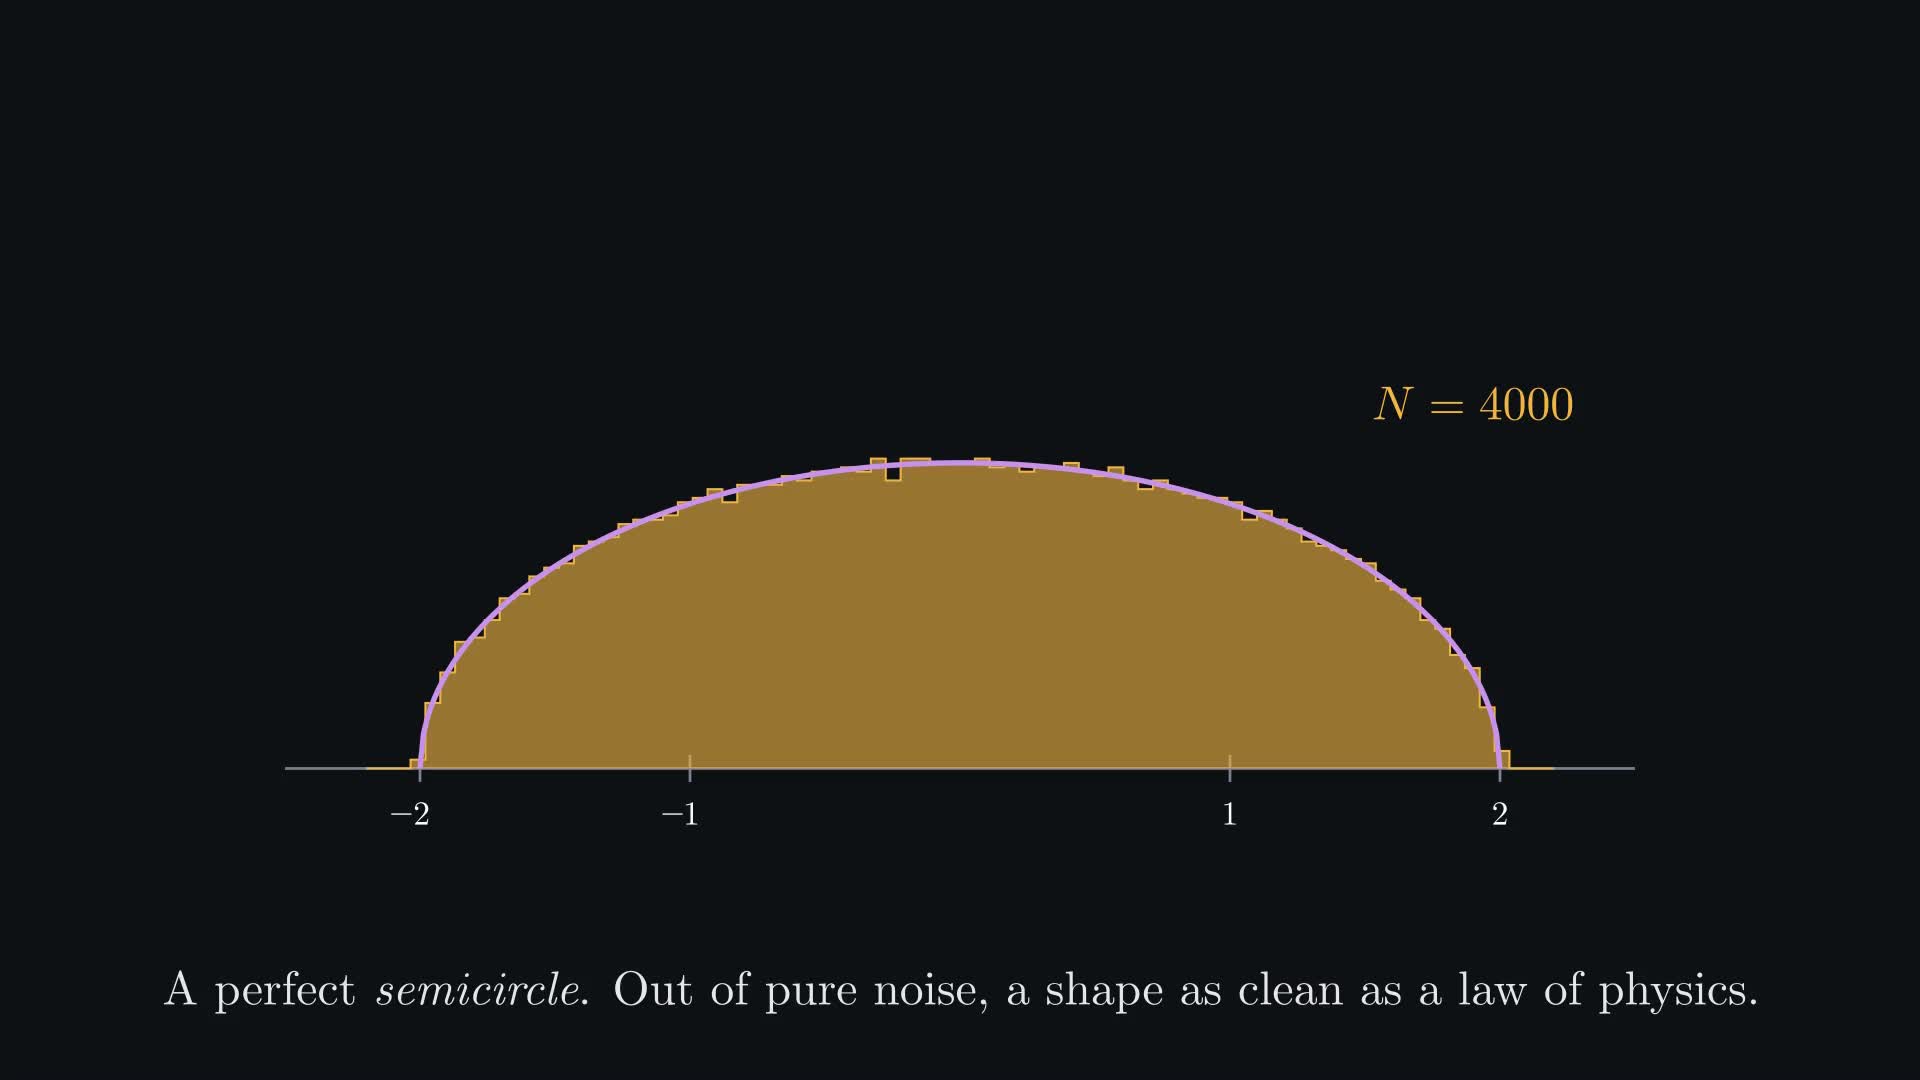 N = 4000
−2 −1 1 2
A perfect semicircle. Out of pure noise, a shape as clean as a law of physics.